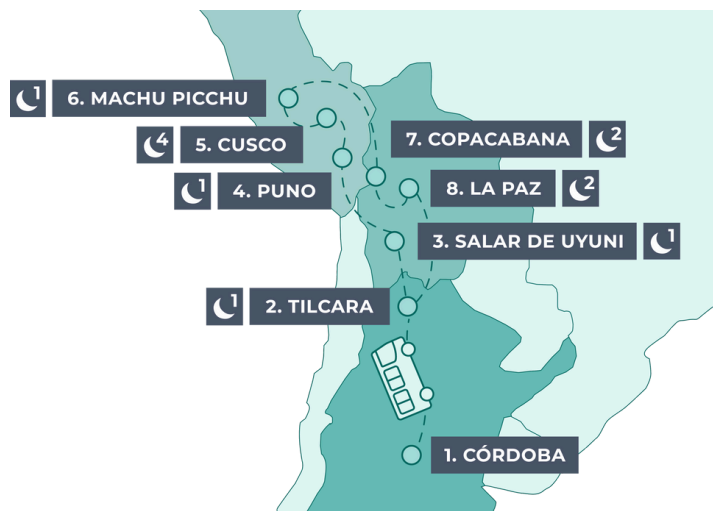 1 6. MACHU PICCHU
4 5. CUSCO
7. COPACABANA 2
1 4. PUNO
8. LA PAZ 2
3. SALAR DE UYUNI 1
1 2. TILCARA
1. CÓRDOBA